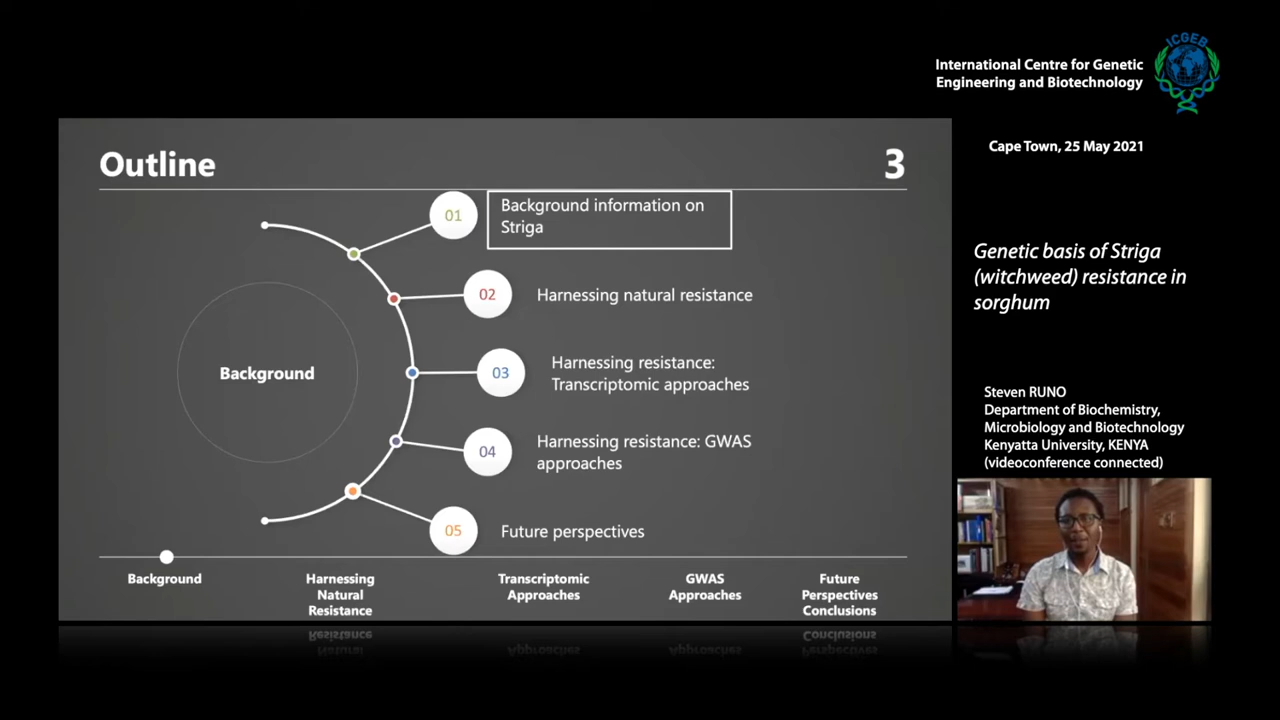 ICGEB
International Centre for Genetic
Engineering and Biotechnology
Cape Town, 25 May 2021
Outline
3
01
Background information on
Striga
02
Harnessing natural resistance
Background
03
Harnessing resistance:
Transcriptomic approaches
04
Harnessing resistance: GWAS
approaches
05
Future perspectives
Background
Harnessing
Natural
Resistance
Transcriptomic
Approaches
GWAS
Approaches
Future
Perspectives
Conclusions
Genetic basis of Striga
(witchweed) resistance in
sorghum
Steven RUNO
Department of Biochemistry,
Microbiology and Biotechnology
Kenyatta University, KENYA
(videoconference connected)